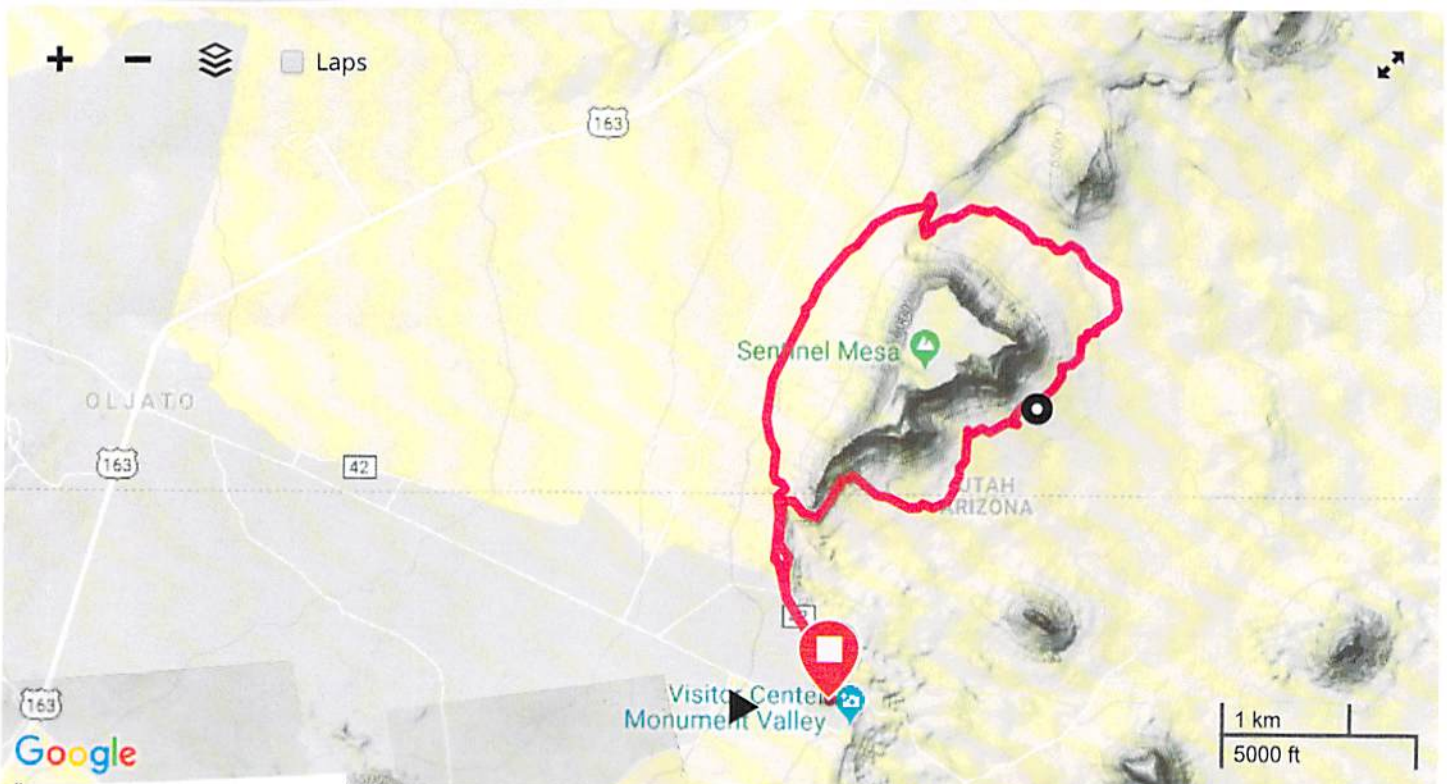 Laps
163
Sentinel Mesa
OLJATO
163
42
UTAH
ARIZONA
163
Visitor Center
Monument Valley
1 km
5000 ft
Google